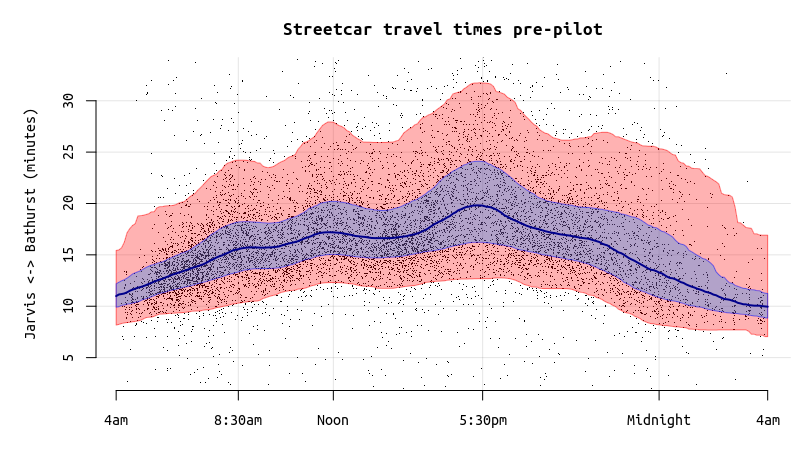 Streetcar travel times pre-pilot
Jarvis <-> Bathurst (minutes)
30
25
20
15
10
5
4am 8:30am Noon 5:30pm Midnight 4am